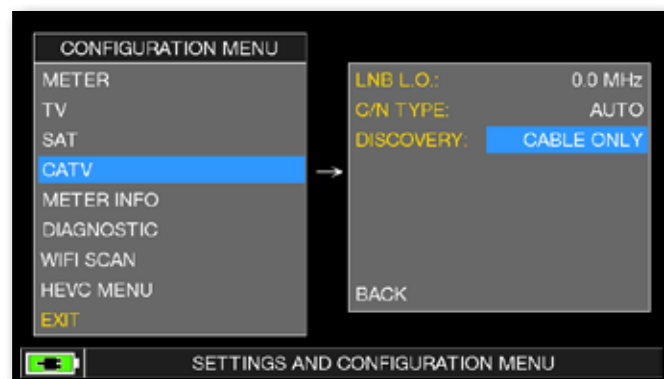 CONFIGURATION MENU
METER
TV
SAT
CATV
METER INFO
DIAGNOSTIC
WIFI SCAN
HEVC MENU
EXIT
LNB L.O.: 0.0 MHz
C/N TYPE: AUTO
DISCOVERY: CABLE ONLY
BACK
SETTINGS AND CONFIGURATION MENU